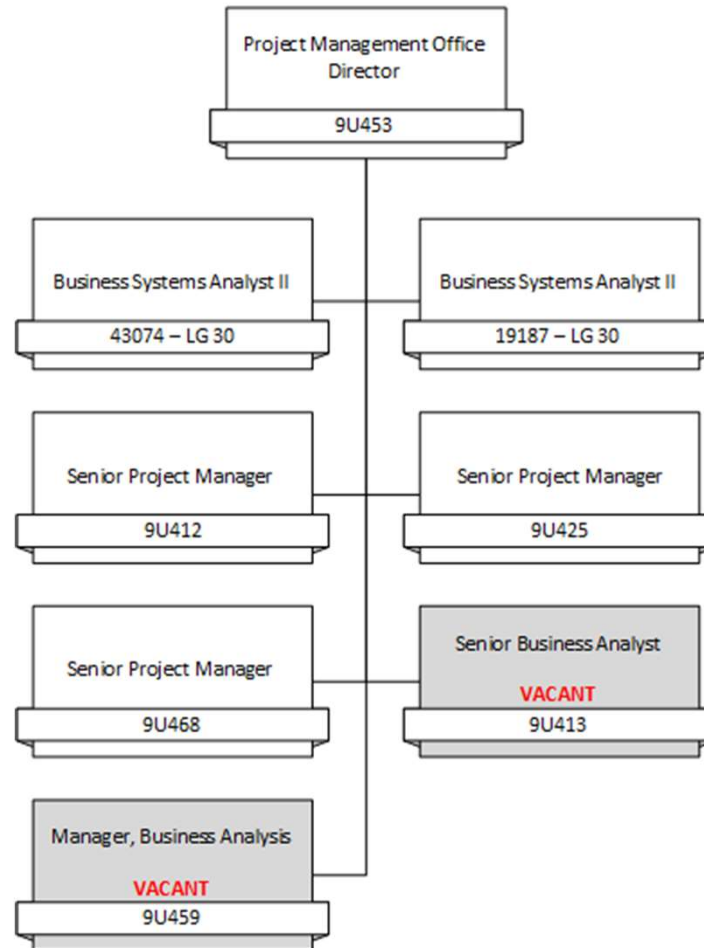 Project Management Office
Director
9U453
Business Systems Analyst II
43074 – LG 30
Business Systems Analyst II
19187 – LG 30
Senior Project Manager
9U412
Senior Project Manager
9U425
Senior Project Manager
9U468
Senior Business Analyst
VACANT
9U413
Manager, Business Analysis
VACANT
9U459